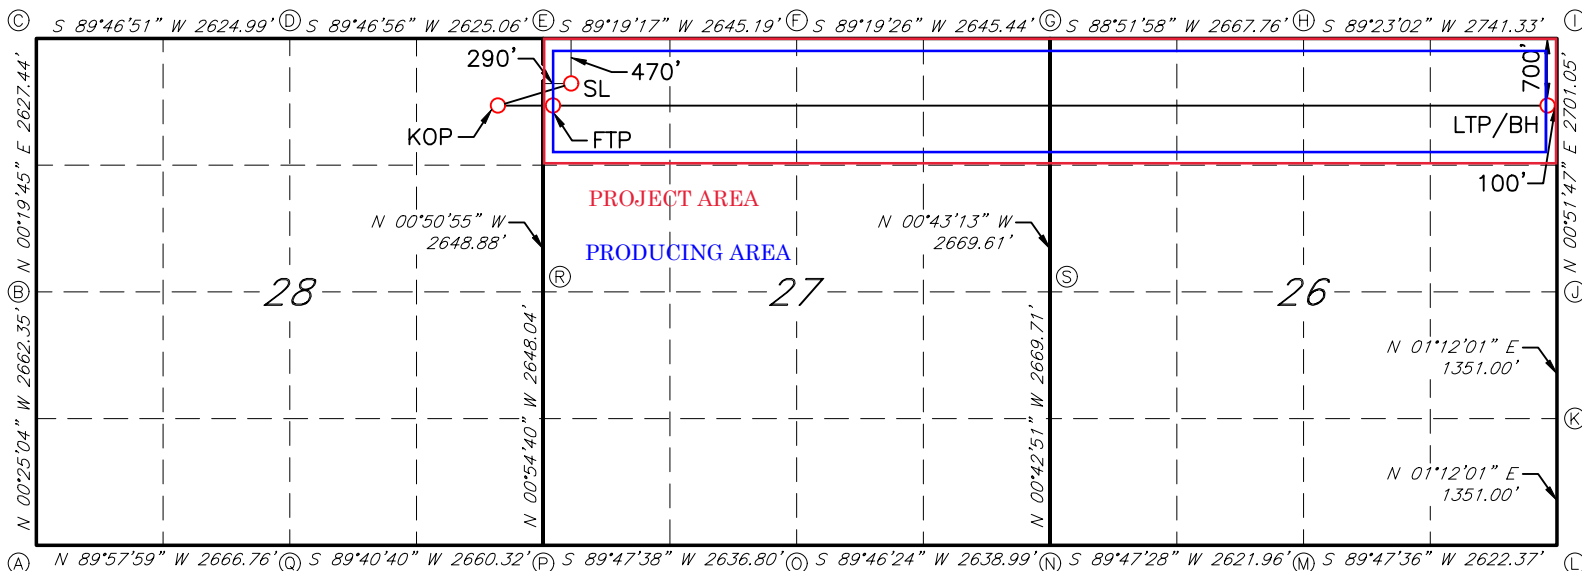 C S 89°46'51" W 2624.99' D S 89°46'56" W 2625.06' E S 89°19'17" W 2645.19' F S 89°19'26" W 2645.44' G S 88°51'58" W 2667.76' H S 89°23'02" W 2741.33' I
290'
470'
700'
SL
KOP
FTP
LTP/BH
100'
N 00°19'45" E 2627.44'
N 00°51'47" E 2701.05'
PROJECT AREA
N 00°50'55" W
2648.88'
N 00°43'13" W
2669.61'
PRODUCING AREA
B
28
R
27
S
26
J
N 00°25'04" W 2662.35'
N 00°54'40" W 2648.04'
N 00°42'51" W 2669.71'
N 01°12'01" E
1351.00'
K
N 01°12'01" E
1351.00'
A N 89°57'59" W 2666.76' Q S 89°40'40" W 2660.32' P S 89°47'38" W 2636.80' O S 89°46'24" W 2638.99' N S 89°47'28" W 2621.96' M S 89°47'36" W 2622.37' L